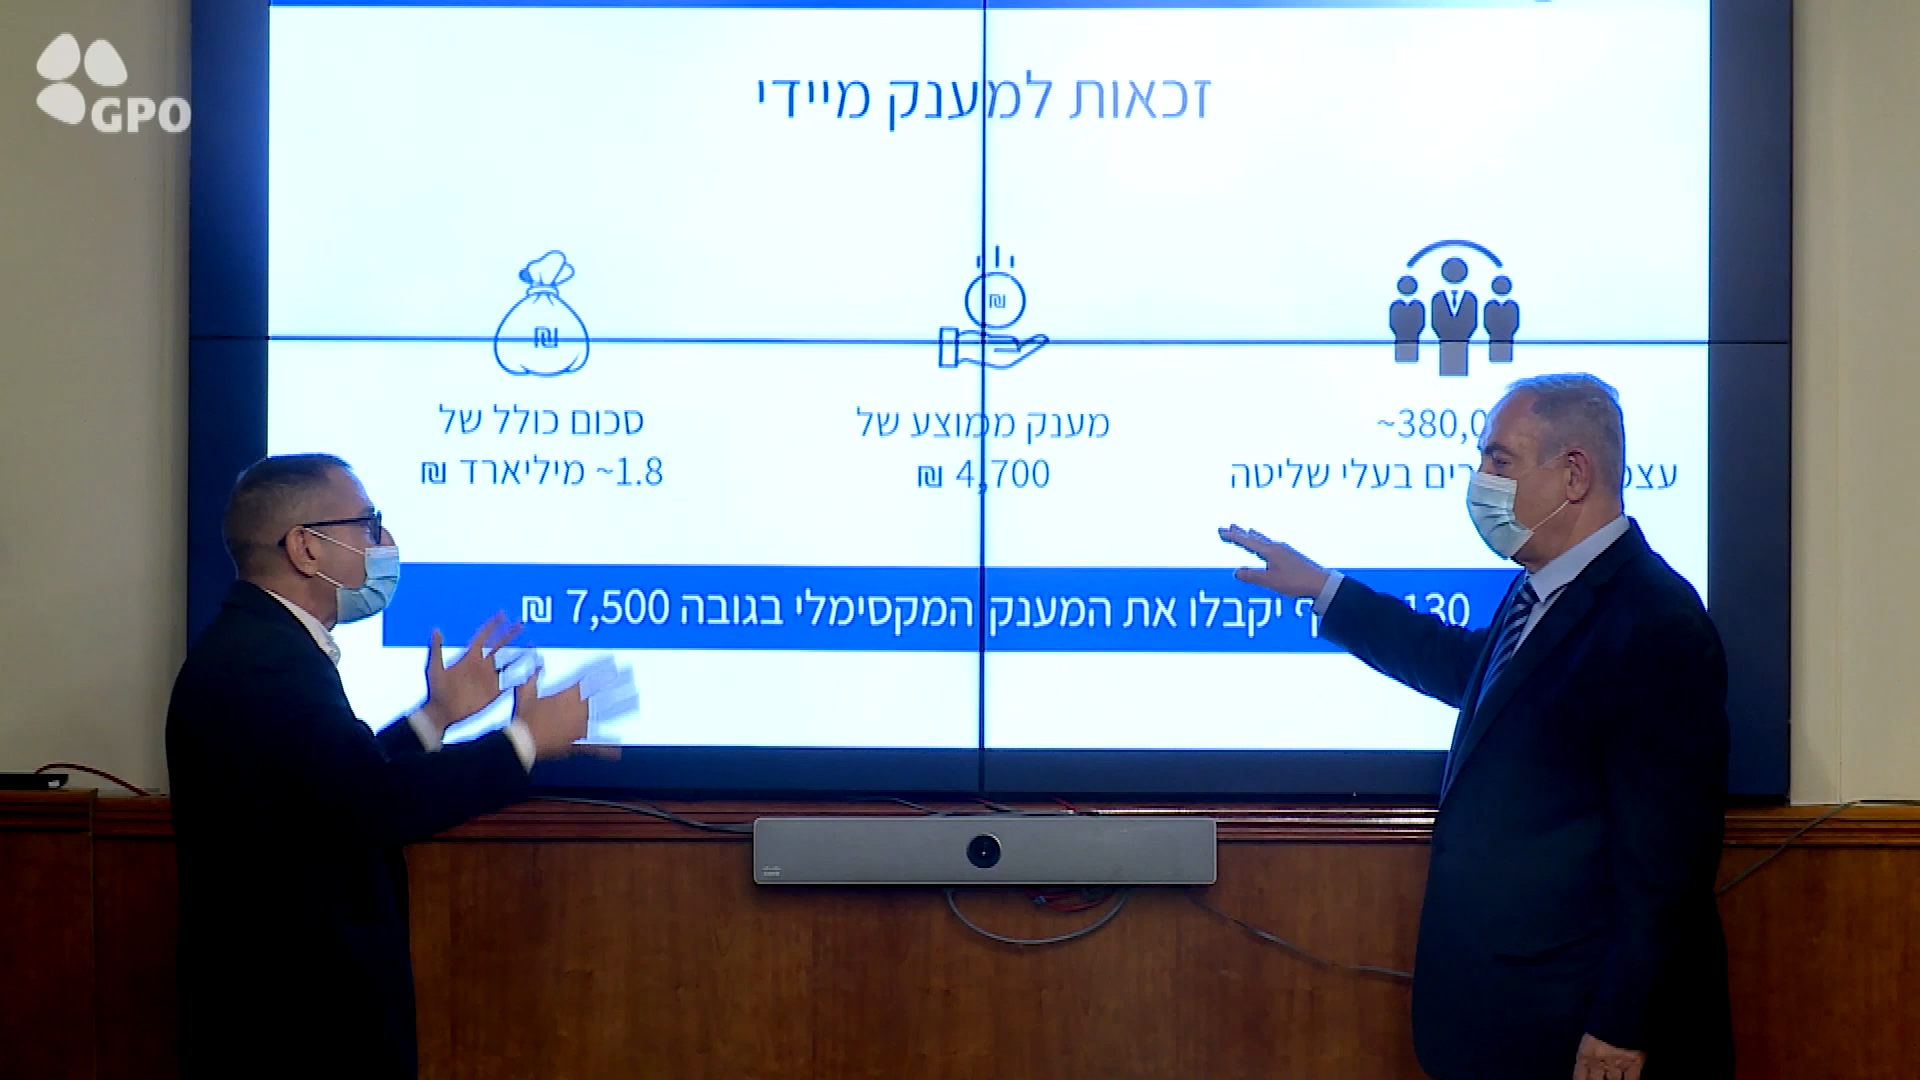 GPO
זכאות למענק מיידי
~380,0
בעלי שליטה
מענק ממוצע של
4,700 ₪
סכום כולל של
~1.8 מיליארד ₪
130 יקבלו את המענק המקסימלי בגובה 7,500 ₪